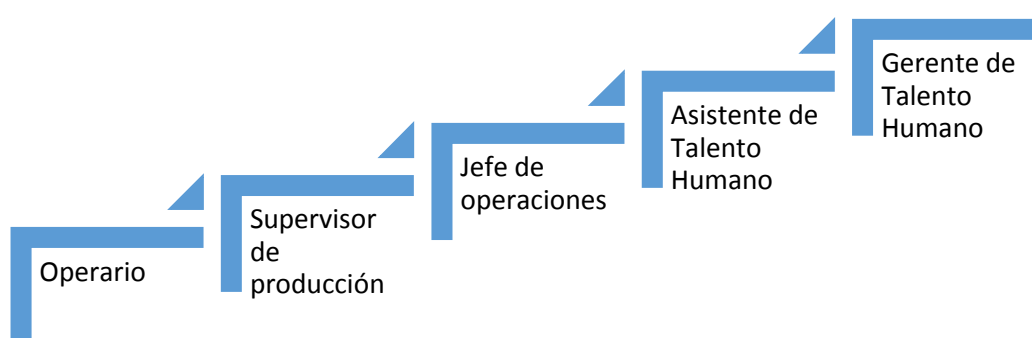 Operario
Supervisor
de
producción
Jefe de
operaciones
Asistente de
Talento
Humano
Gerente de
Talento
Humano